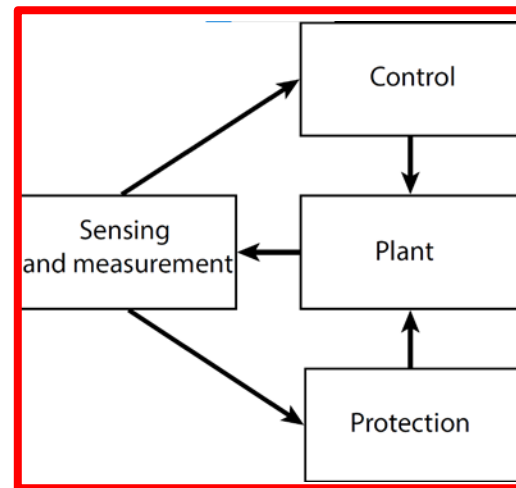 Control
Sensing
and measurement
Plant
Protection